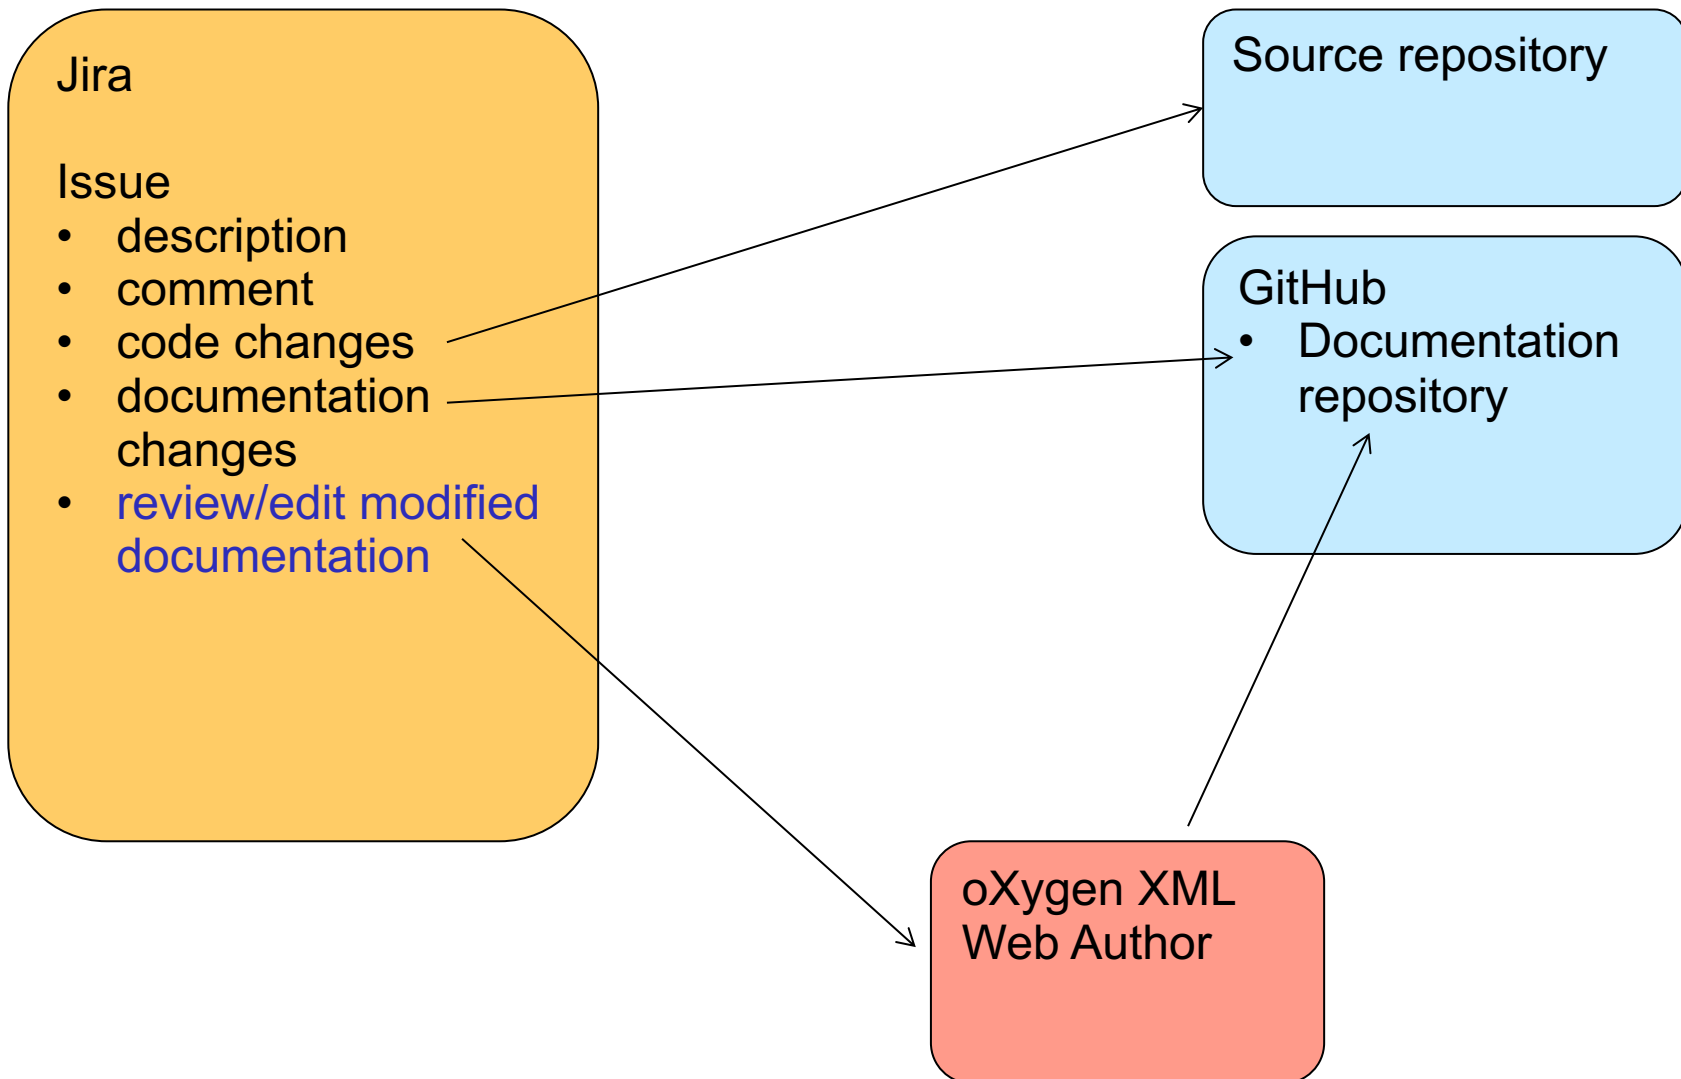 Jira
Issue
• description
• comment
• code changes
• documentation
changes
• review/edit modified
documentation
Source repository
GitHub
• Documentation
repository
oXygen XML
Web Author